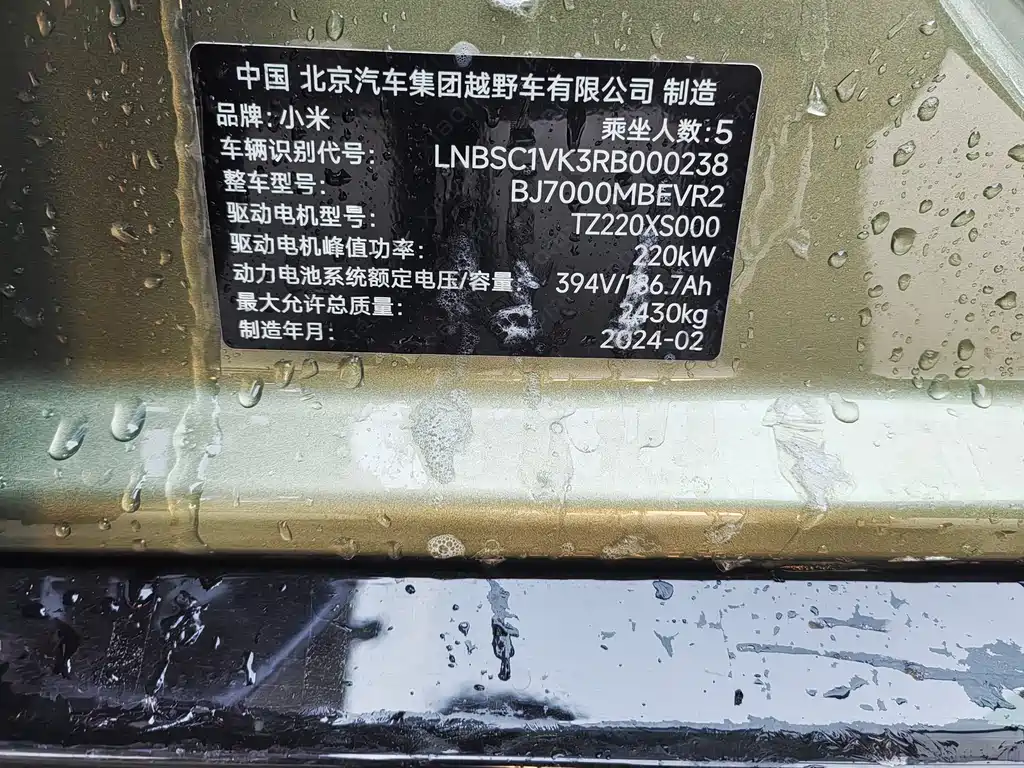 中国 北京汽车集团越野车有限公司 制造
品牌：小米 乘坐人数：5
车辆识别代号： LNBSC1VK3RB000238
整车型号： BJ7000MBEVR2
驱动电机型号： TZ220XS000
驱动电机峰值功率： 220kW
动力电池系统额定电压/容量： 394V/186.7Ah
最大允许总质量： 2430kg
制造年月： 2024-02